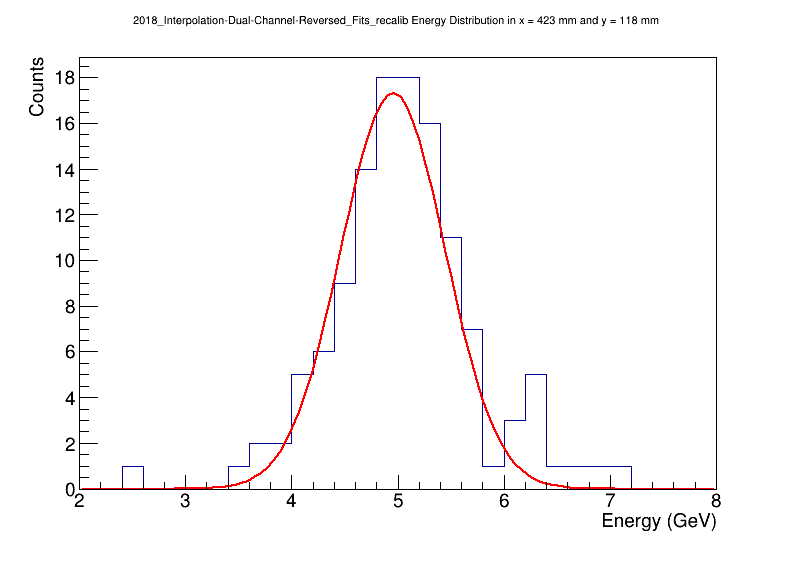 2018_Interpolation-Dual-Channel-Reversed_Fits_recalib Energy Distribution in x = 423 mm and y = 118 mm
Counts
18
16
14
12
10
8
6
4
2
0
2 3 4 5 6 7 8
Energy (GeV)